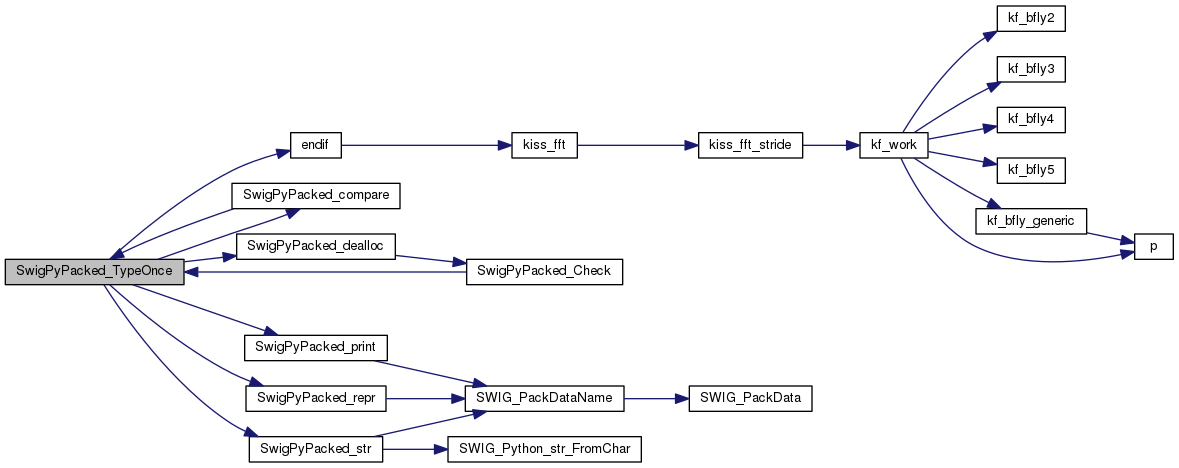 kf_bfly2
kf_bfly3
kf_bfly4
endif
kiss_fft
kiss_fft_stride
kf_work
kf_bfly5
SwigPyPacked_compare
kf_bfly_generic
SwigPyPacked_dealloc
p
SwigPyPacked_TypeOnce
SwigPyPacked_Check
SwigPyPacked_print
SwigPyPacked_repr
SWIG_PackDataName
SWIG_PackData
SwigPyPacked_str
SWIG_Python_str_FromChar